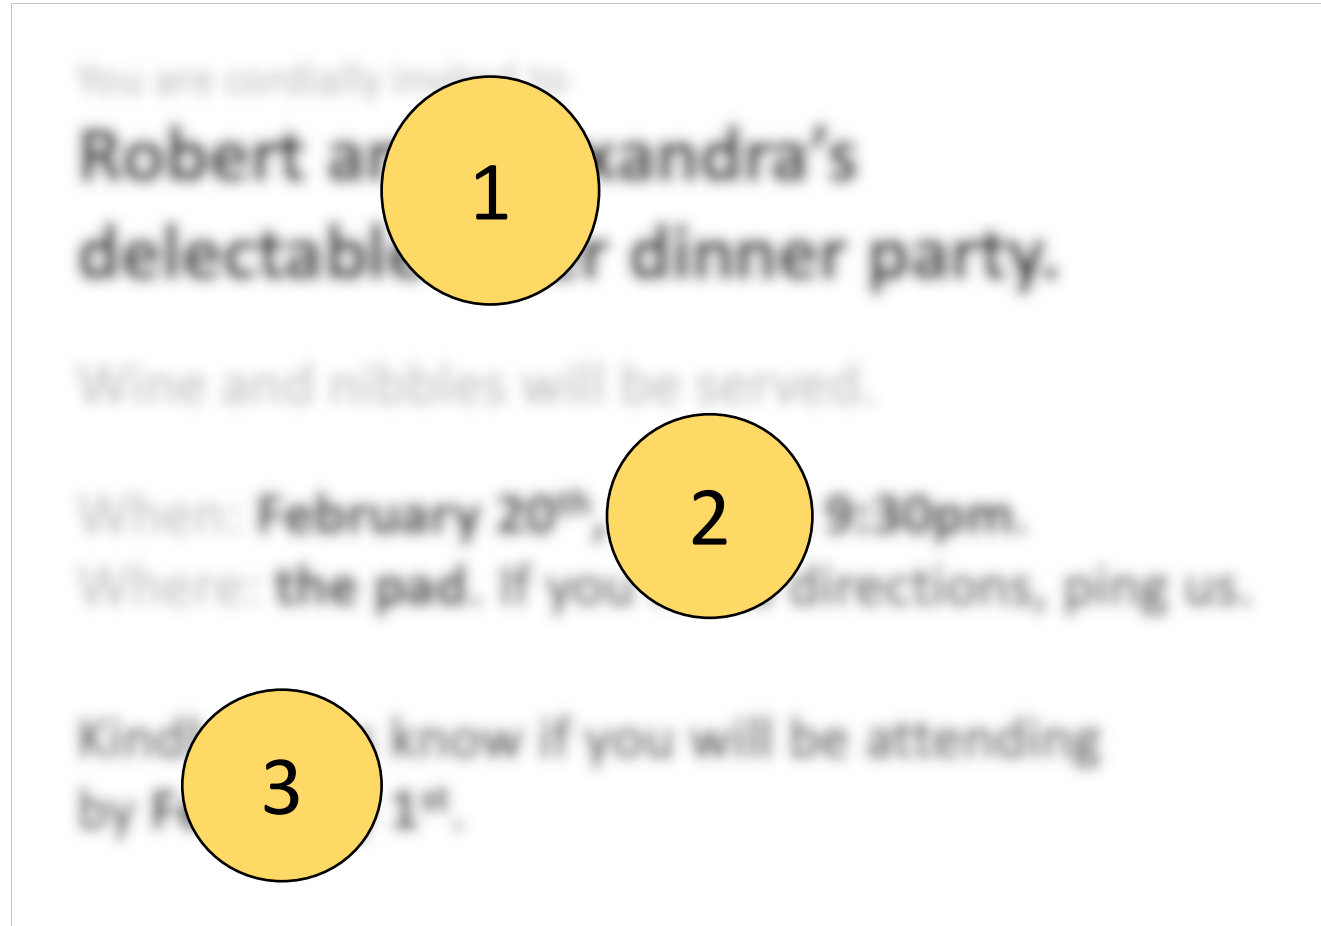 You are cordially invited to
Robert xandra's
delectable dinner party.
1
Wine and nibbles will be served.
When: February 20th, 9:30pm.
2
Where: the pad. If you directions, ping us.
know if you will be attending
3
by 1st.